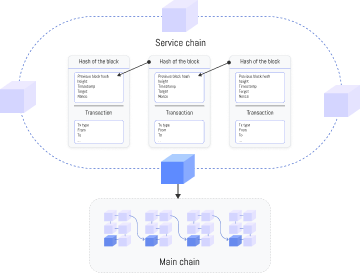 Service chain
Hash of the block
Previous block hash
Height
Timestamp
Target
Nonce
Transaction
Tx type
From
To
...
Hash of the block
Previous block hash
Height
Timestamp
Target
Nonce
Transaction
Tx type
From
To
...
Hash of the block
Previous block hash
Height
Timestamp
Target
Nonce
Transaction
Tx type
From
To
...
Main chain